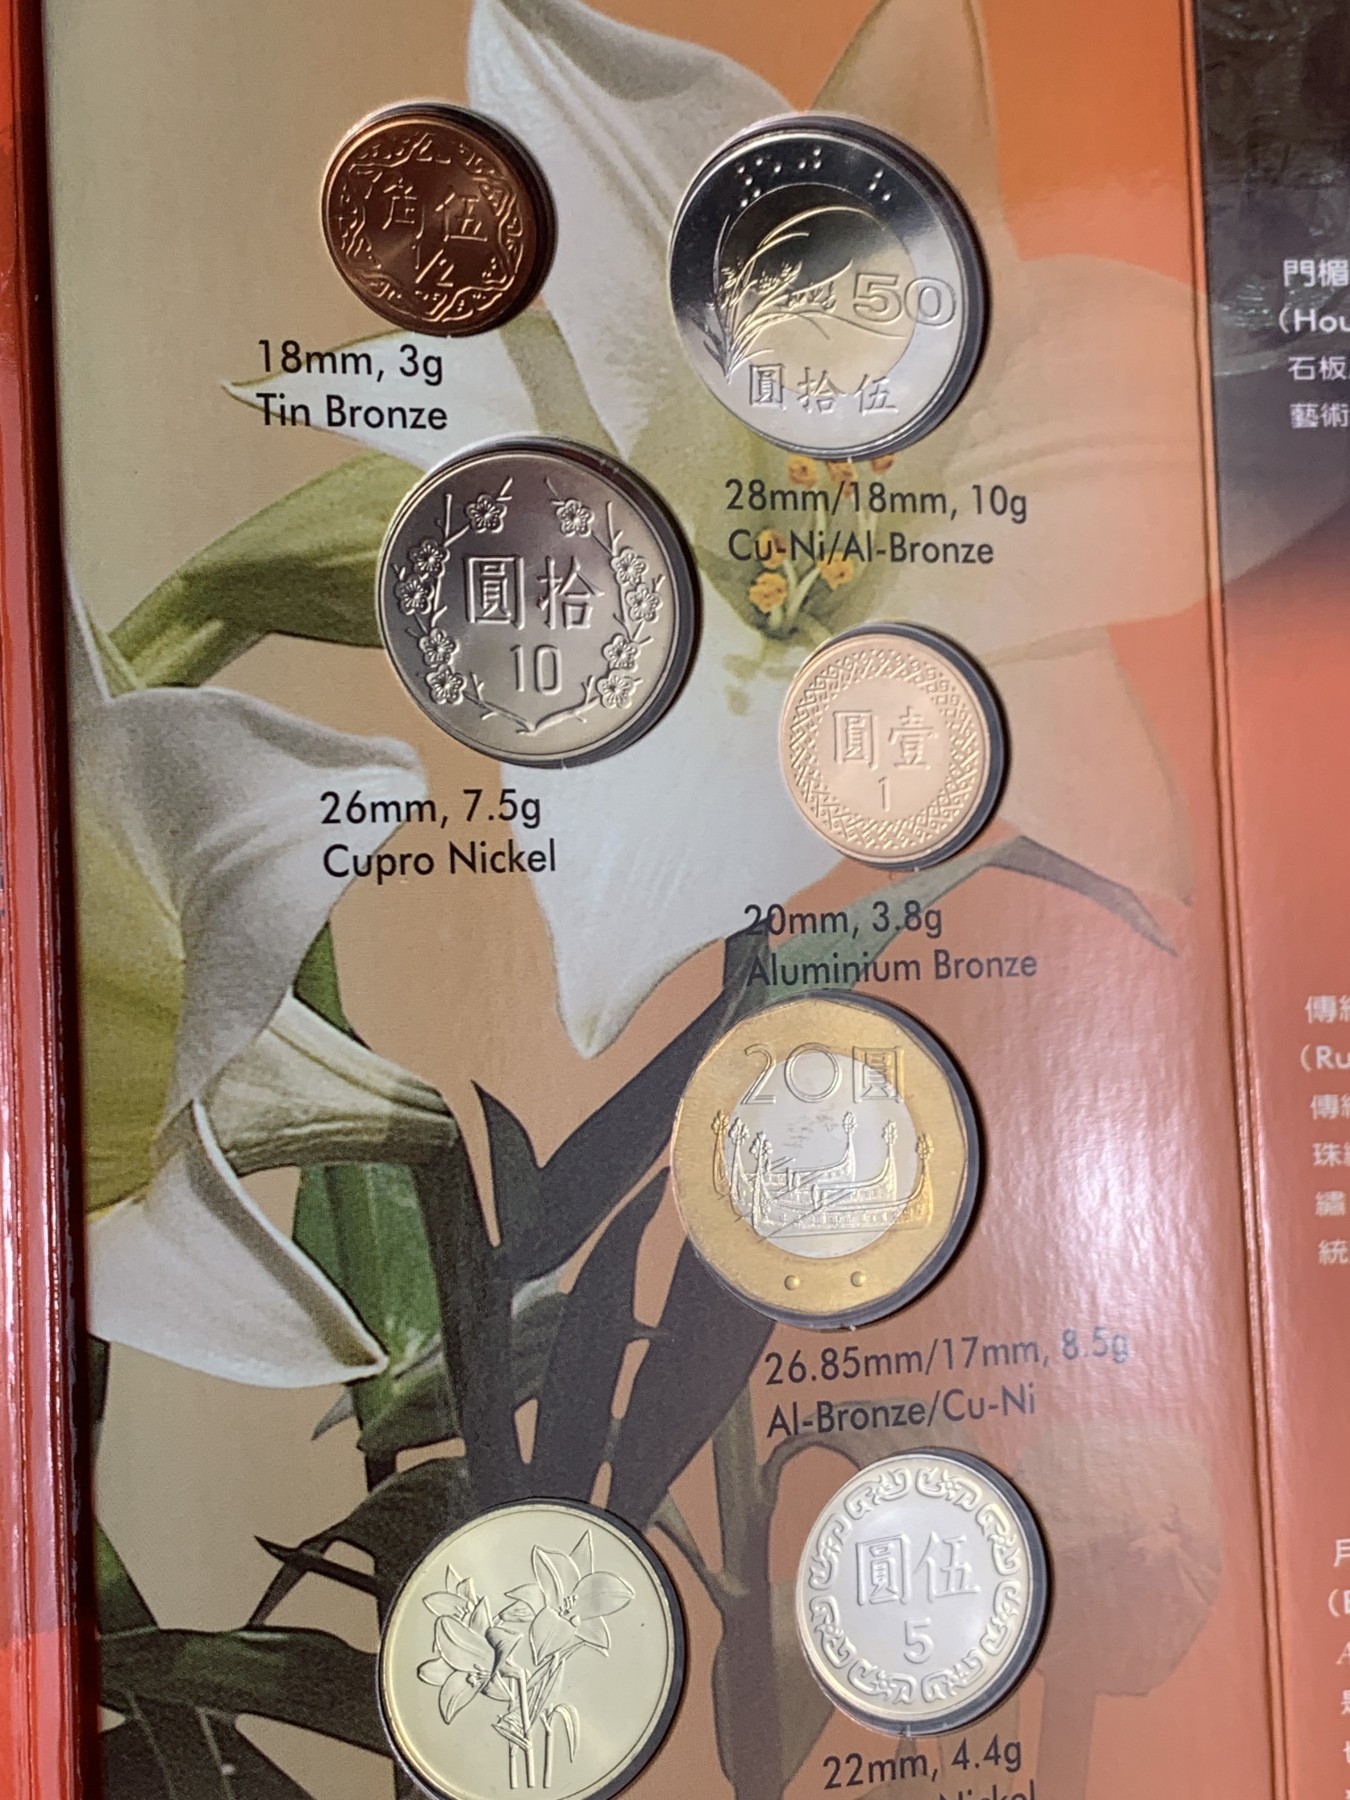 角伍
1/2
18mm, 3g
Tin Bronze
50
圓拾伍
28mm/18mm, 10g
Cu-Ni/Al-Bronze
圓拾
10
26mm, 7.5g
Cupro Nickel
圓壹
1
20mm, 3.8g
Aluminium Bronze
20圓
26.85mm/17mm, 8.5g
Al-Bronze/Cu-Ni
圓伍
5
22mm, 4.4g
Nickel
門楣
(Hou
石板
藝術
傳統
(Ru
傳統
珠
繡
統